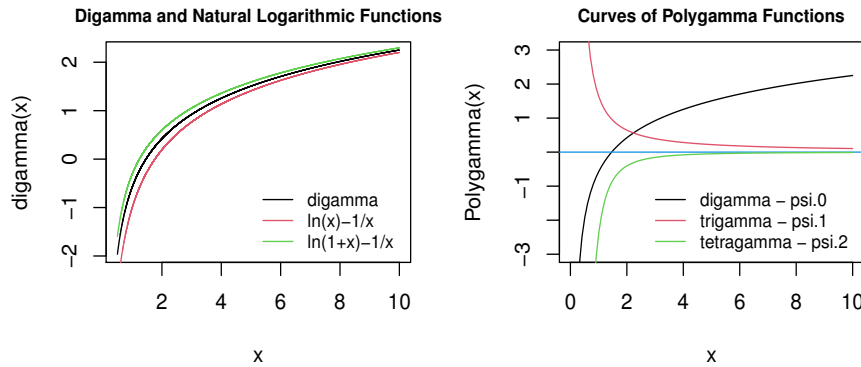 Digamma and Natural Logarithmic Functions
digamma(x)
2
1
0
−1
−2
digamma
ln(x)−1/x
ln(1+x)−1/x
2 4 6 8 10
x
Curves of Polygamma Functions
Polygamma(x)
3
2
1
−1
−3
digamma − psi.0
trigamma − psi.1
tetragamma − psi.2
0 2 4 6 8 10
x